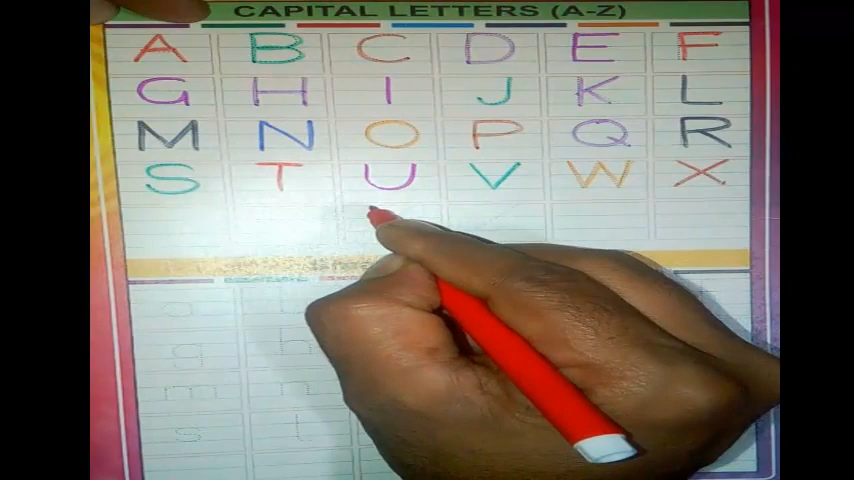 CAPITAL LETTERS (A-Z)
A B C D E F
G H I J K L
M N O P Q R
S T U V W X
a
g h
m n
s t